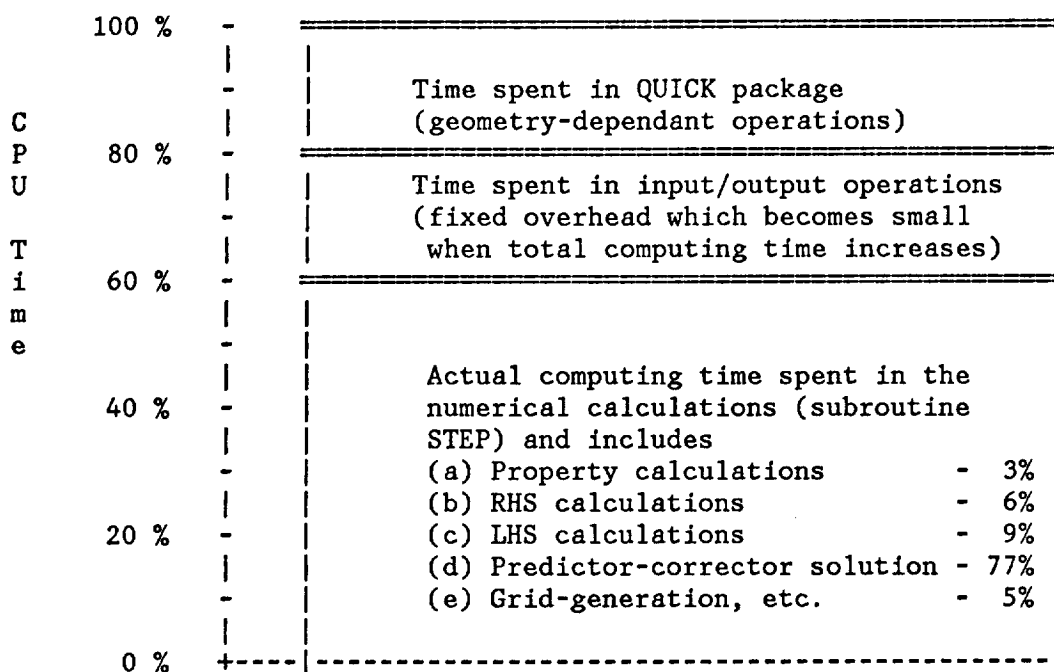 100 %
Time spent in QUICK package
(geometry-dependant operations)
80 %
Time spent in input/output operations
(fixed overhead which becomes small
when total computing time increases)
60 %
CPU Time
Actual computing time spent in the
40 % numerical calculations (subroutine
STEP) and includes
(a) Property calculations - 3%
(b) RHS calculations - 6%
20 % (c) LHS calculations - 9%
(d) Predictor-corrector solution - 77%
(e) Grid-generation, etc. - 5%
0 %